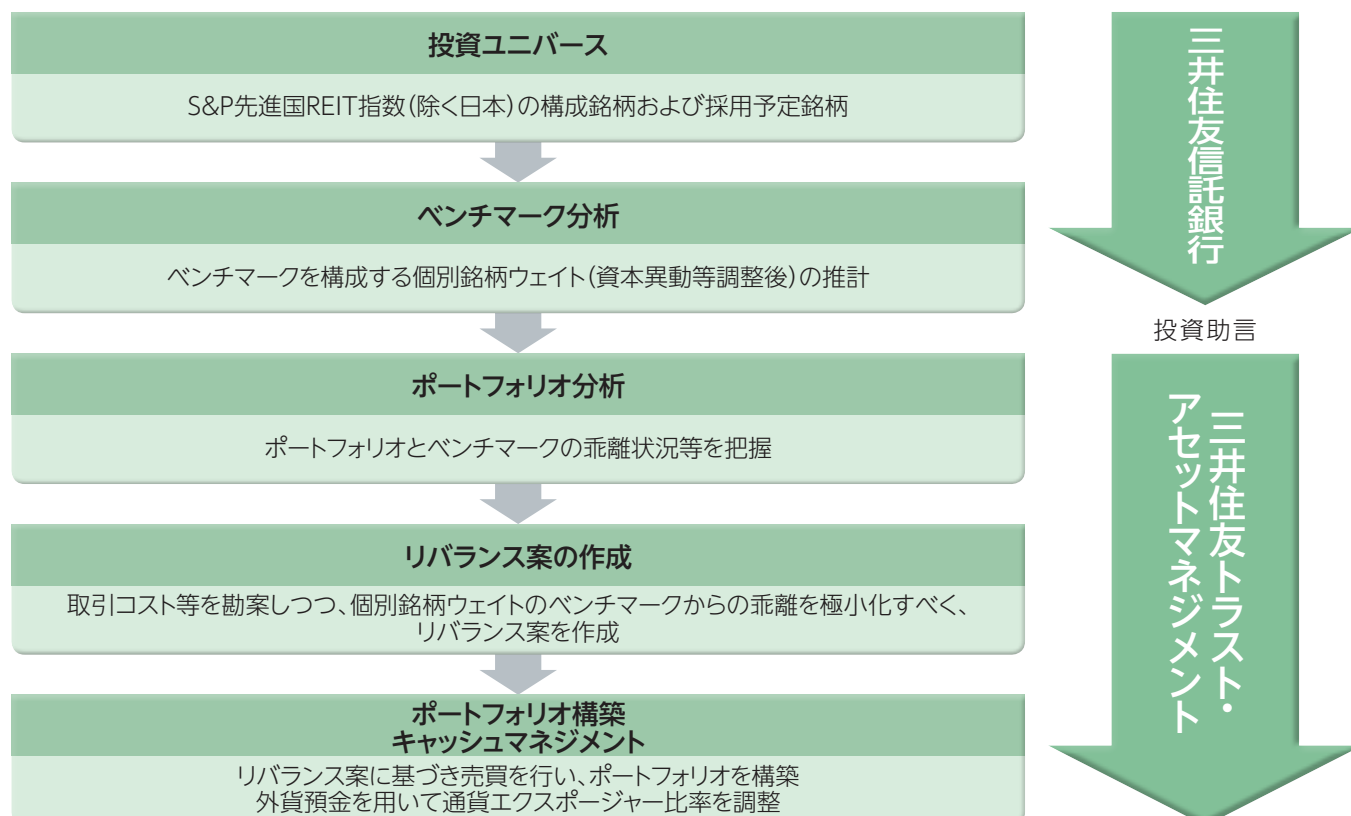 投資ユニバース
S&P先進国REIT指数(除く日本)の構成銘柄および採用予定銘柄
ベンチマーク分析
ベンチマークを構成する個別銘柄ウェイト(資本異動等調整後)の推計
ポートフォリオ分析
ポートフォリオとベンチマークの乖離状況等を把握
リバランス案の作成
取引コスト等を勘案しつつ、個別銘柄ウェイトのベンチマークからの乖離を極小化すべく、
リバランス案を作成
ポートフォリオ構築
キャッシュマネジメント
リバランス案に基づき売買を行い、ポートフォリオを構築
外貨預金を用いて通貨エクスポージャー比率を調整
三井住友信託銀行
投資助言
三井住友トラスト・
アセットマネジメント